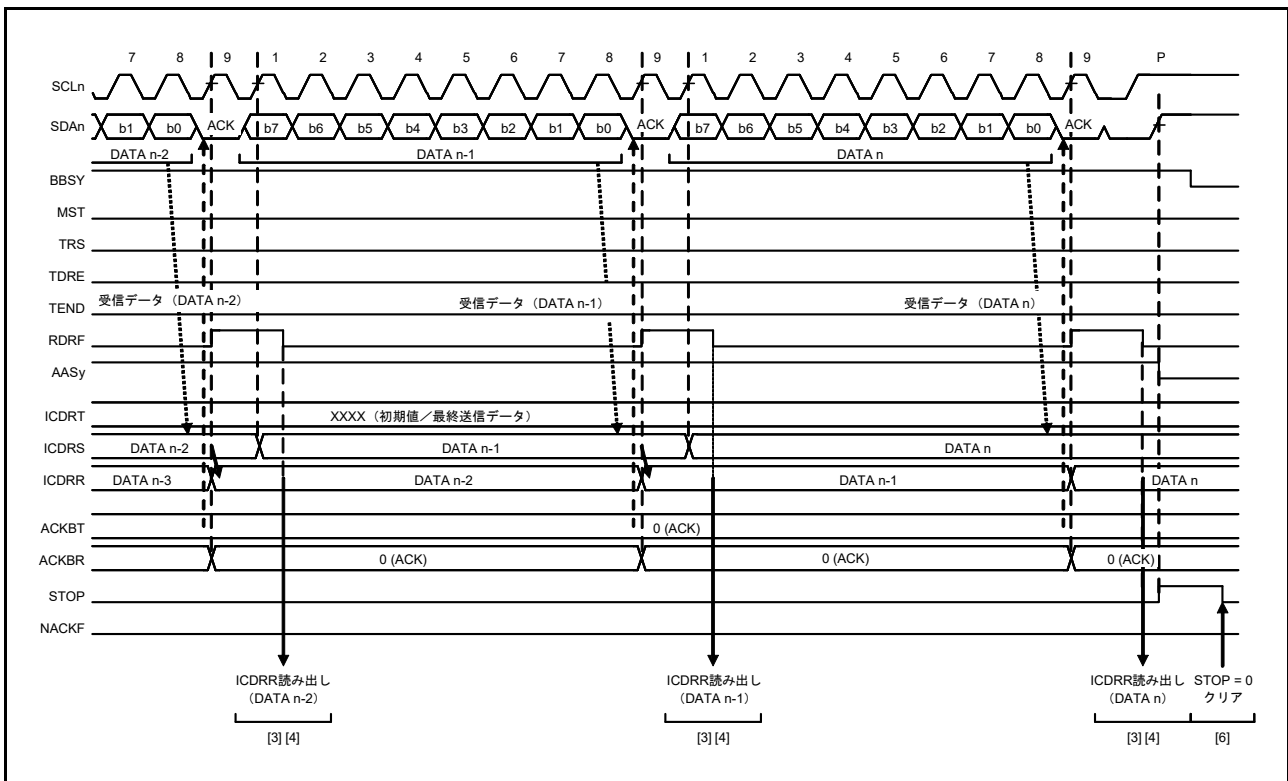 7 8 9 1 2 3 4 5 6 7 8 9 1 2 3 4 5 6 7 8 9 P
SCLn
SDAn b1 b0 ACK b7 b6 b5 b4 b3 b2 b1 b0 ACK b7 b6 b5 b4 b3 b2 b1 b0 ACK
DATA n-2 DATA n-1 DATA n
BBSY
MST
TRS
TDRE
受信データ（DATA n-2） 受信データ（DATA n-1） 受信データ（DATA n）
TEND
RDRF
AASy
ICDRT XXXX（初期値／最終送信データ）
ICDRS DATA n-2 DATA n-1 DATA n
ICDRR DATA n-3 DATA n-2 DATA n-1 DATA n
ACKBT 0 (ACK)
ACKBR 0 (ACK) 0 (ACK) 0 (ACK)
STOP
NACKF
ICDRR読み出し ICDRR読み出し ICDRR読み出し STOP = 0
（DATA n-2） （DATA n-1） （DATA n） クリア
[3] [4] [3] [4] [3] [4] [6]